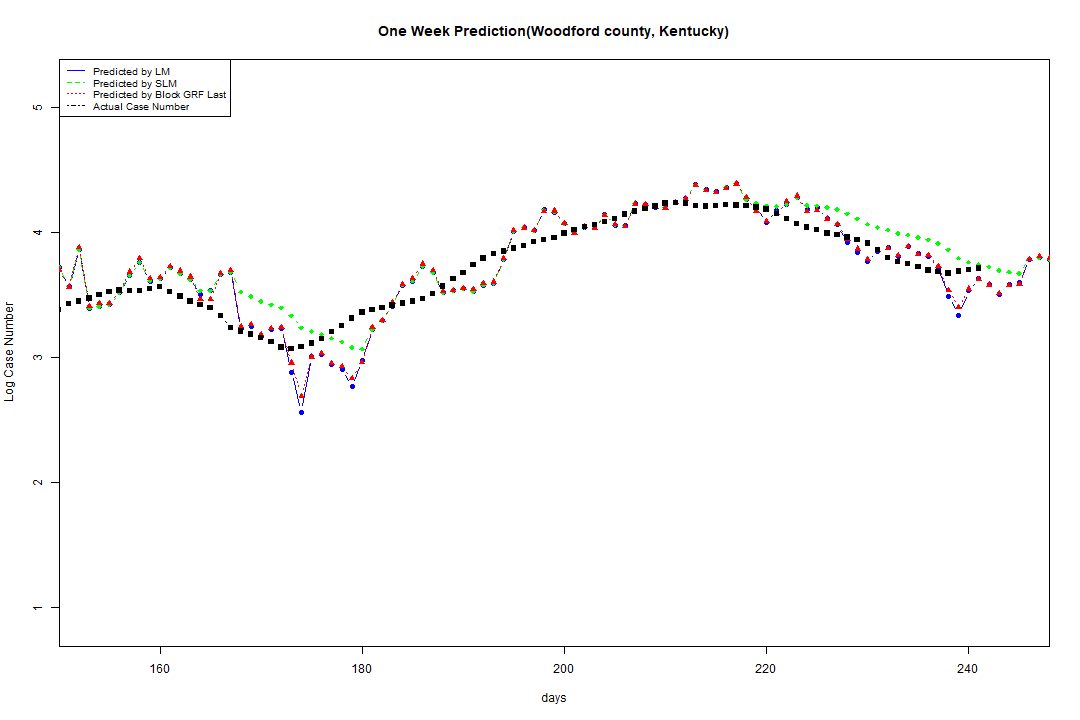 One Week Prediction(Woodford county, Kentucky)
Predicted by LM
Predicted by SLM
Predicted by Block GRF Last
Actual Case Number
5
4
3
2
1
Log Case Number
160 180 200 220 240
days